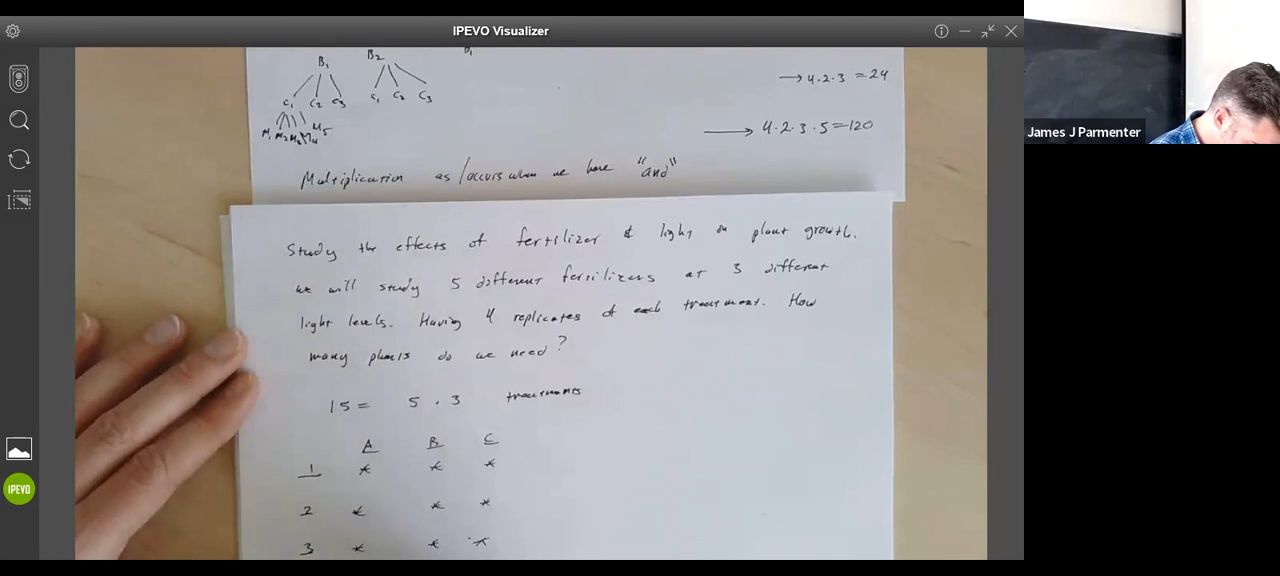 IPEVO Visualizer
B1 B2 B1
C1 C2 C3 C1 C2 C3
→ 4·2·3 = 24
M1 M2 M3 M4 M5
→ 4·2·3·5=120
James J Parmenter
Multiplication as/occurs when we have "and"
Study the effects of fertilizer & light on plant growth.
we will study 5 different fertilizers at 3 different
light levels. Having 4 replicates of each treatment. How
many plants do we need?
15 = 5 · 3 treatments
A B C
1 * * *
2 * * *
3 * * *
IPEVO